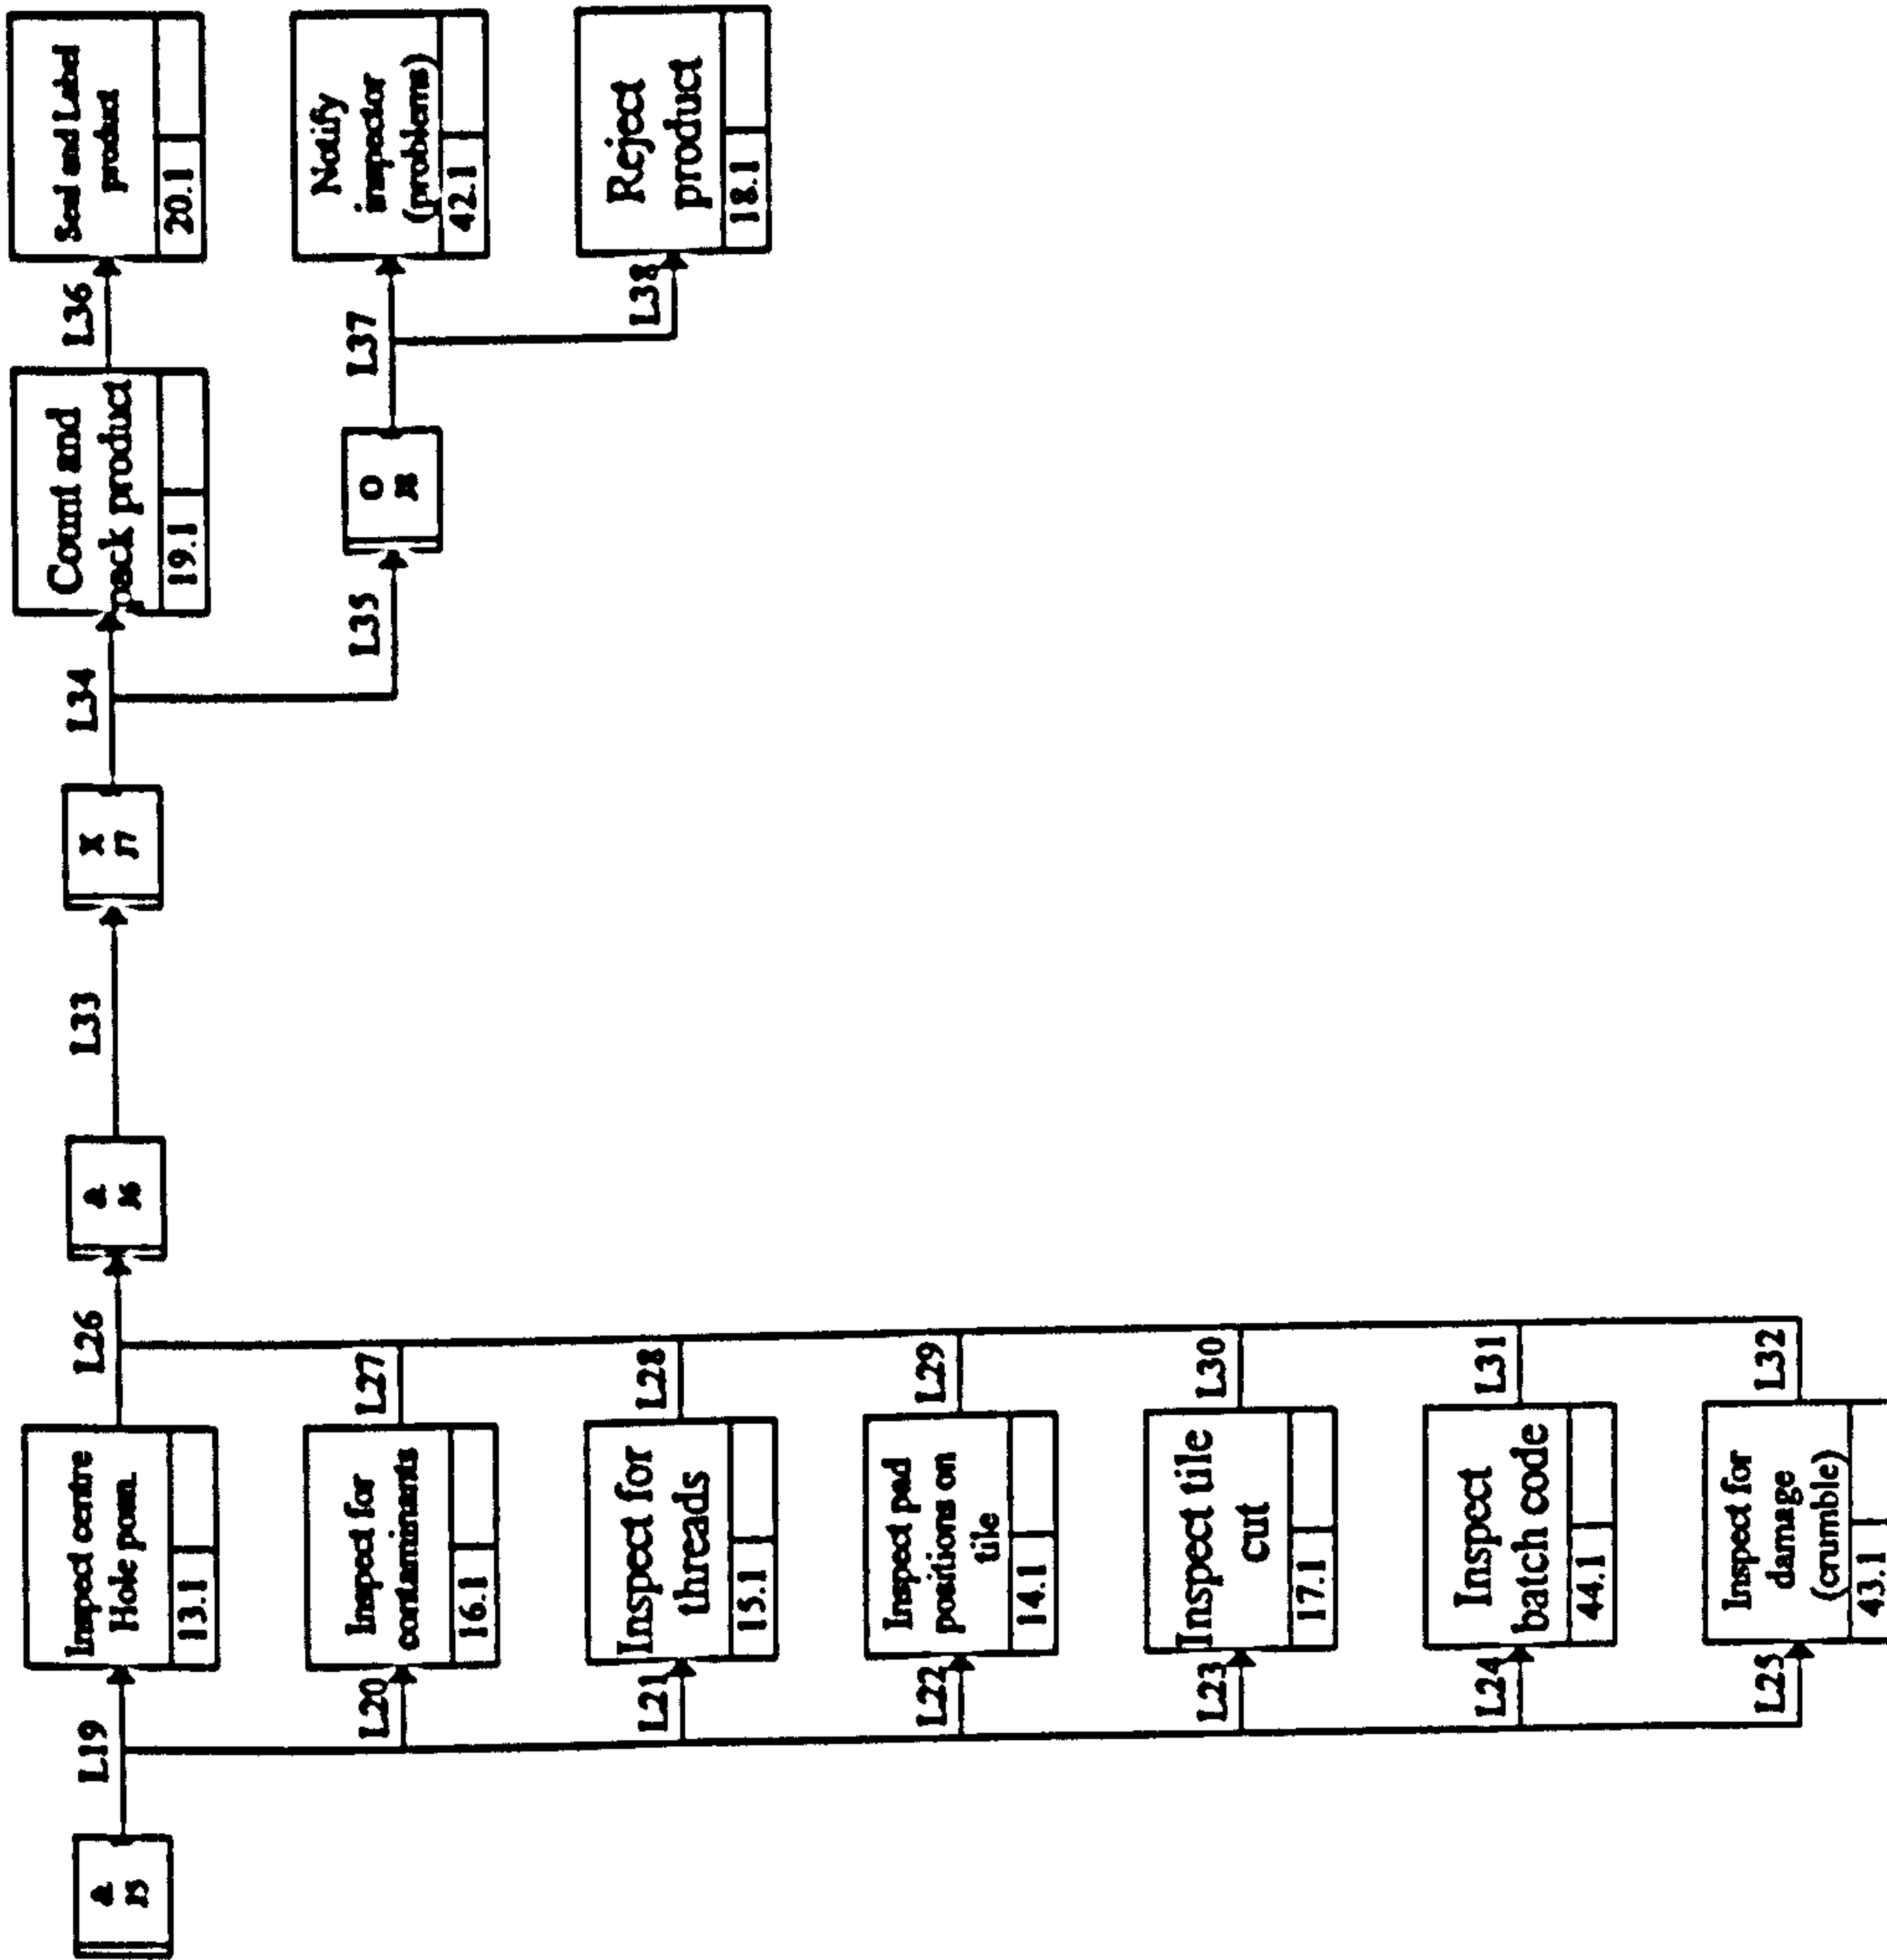 &
L19
Inspect centre
Hole posn.
13.1
L26
L20
Inspect for
contaminants
16.1
L27
L21
Inspect for
threads
15.1
L28
L22
Inspect pad
positions on
tile
14.1
L29
L23
Inspect tile
cut
17.1
L30
L24
Inspect
batch code
44.1
L31
L25
Inspect for
damage
(crumble)
43.1
L32
&
L33
X
L34
Count and
pack product
19.1
L36
Seal and Label
product
20.1
L35
O
L37
Notify
inspector
(problems)
42.1
L38
Reject
product
18.1